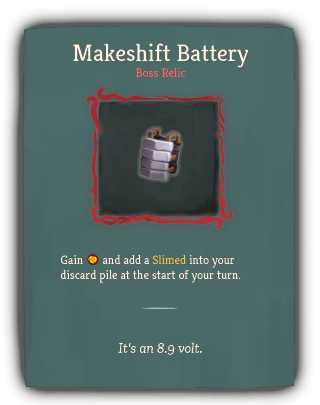 Makeshift Battery
Boss Relic
Gain and add a Slimed into your
discard pile at the start of your turn.
It's an 8.9 volt.